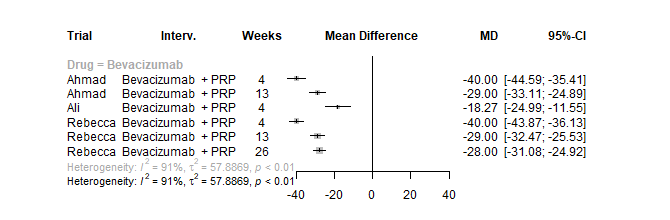 Trial Interv. Weeks Mean Difference MD 95%-CI
Drug = Bevacizumab
Ahmad Bevacizumab + PRP 4 -40.00 [-44.59; -35.41]
Ahmad Bevacizumab + PRP 13 -29.00 [-33.11; -24.89]
Ali Bevacizumab + PRP 4 -18.27 [-24.99; -11.55]
Rebecca Bevacizumab + PRP 4 -40.00 [-43.87; -36.13]
Rebecca Bevacizumab + PRP 13 -29.00 [-32.47; -25.53]
Rebecca Bevacizumab + PRP 26 -28.00 [-31.08; -24.92]
Heterogeneity: I² = 91%, τ² = 57.8869, p < 0.01
Heterogeneity: I² = 91%, τ² = 57.8869, p < 0.01
-40 -20 0 20 40